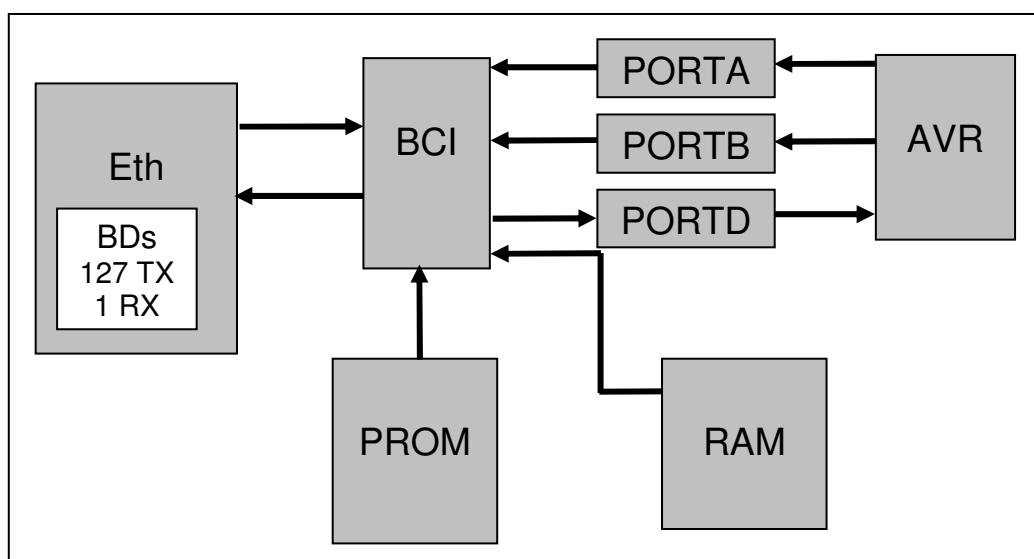 PORTA
PORTB
PORTD
AVR
BCI
Eth
BDs
127 TX
1 RX
PROM
RAM